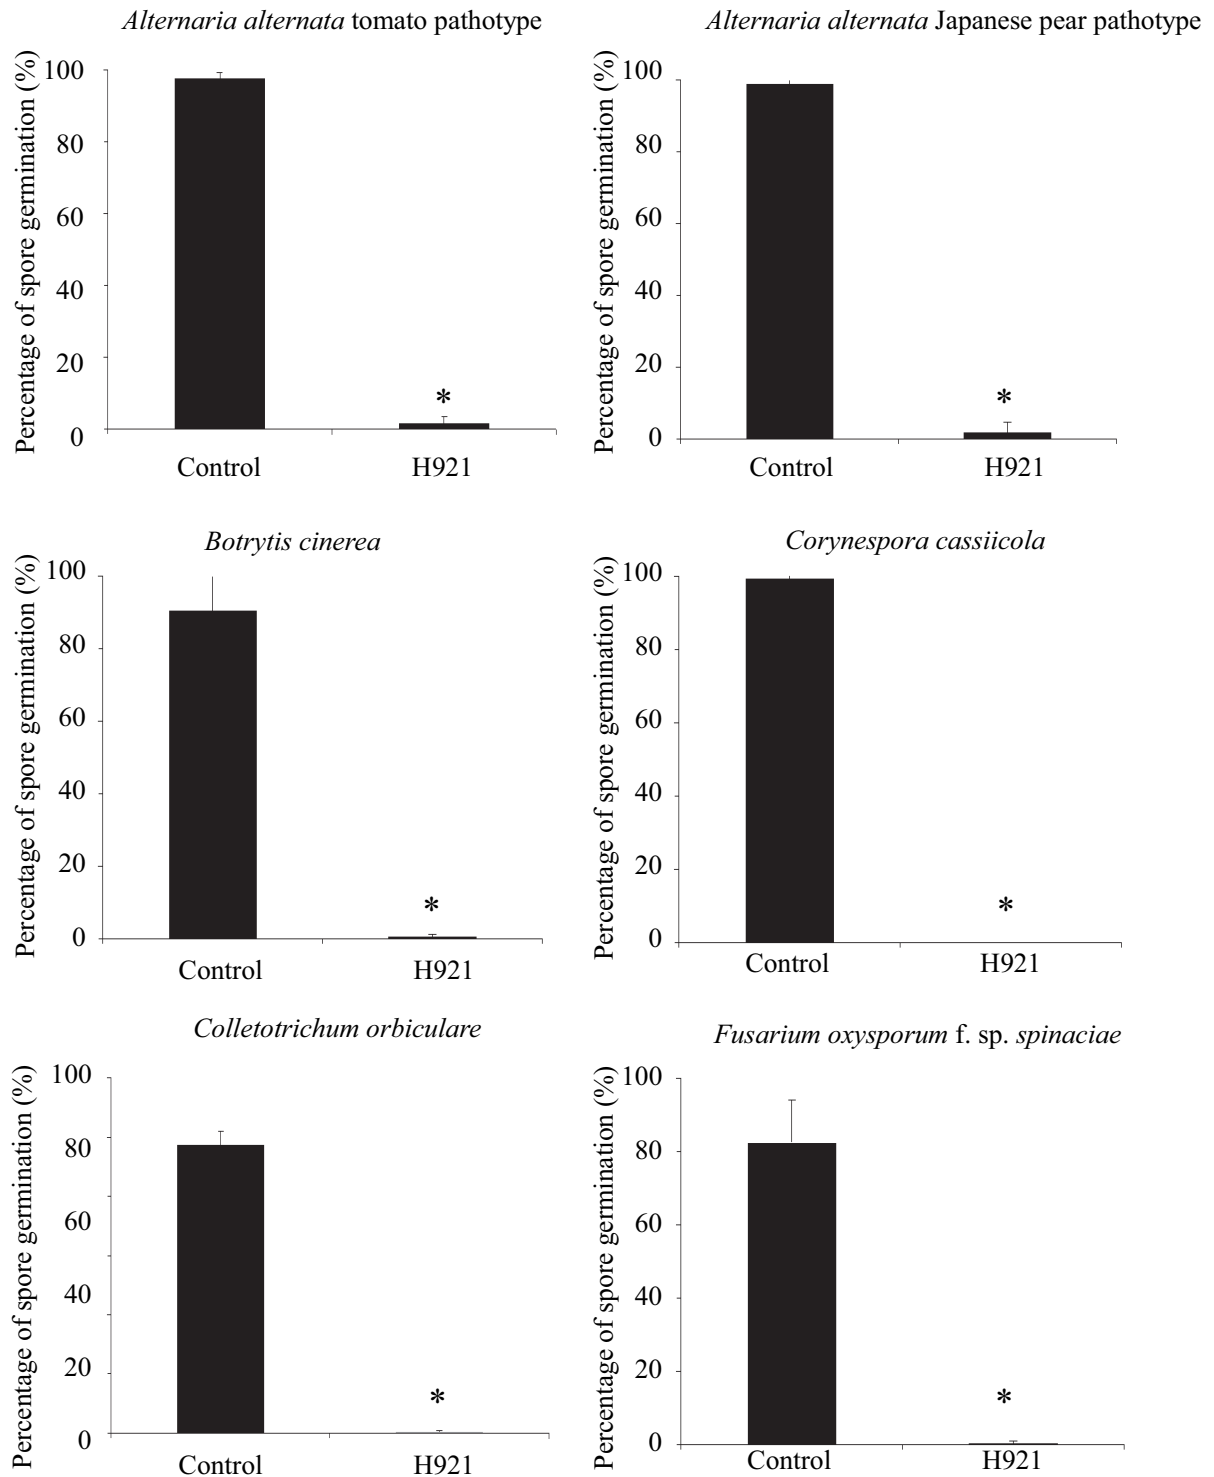 Alternaria alternata tomato pathotype
Percentage of spore germination (%)
100
80
60
40
20
0
*
Control
H921
Alternaria alternata Japanese pear pathotype
Percentage of spore germination (%)
100
80
60
40
20
0
*
Control
H921
Botrytis cinerea
Percentage of spore germination (%)
100
80
60
40
20
0
*
Control
H921
Corynespora cassiicola
Percentage of spore germination (%)
100
80
60
40
20
0
*
Control
H921
Colletotrichum orbiculare
Percentage of spore germination (%)
100
80
60
40
20
0
*
Control
H921
Fusarium oxysporum f. sp. spinaciae
Percentage of spore germination (%)
100
80
60
40
20
0
*
Control
H921